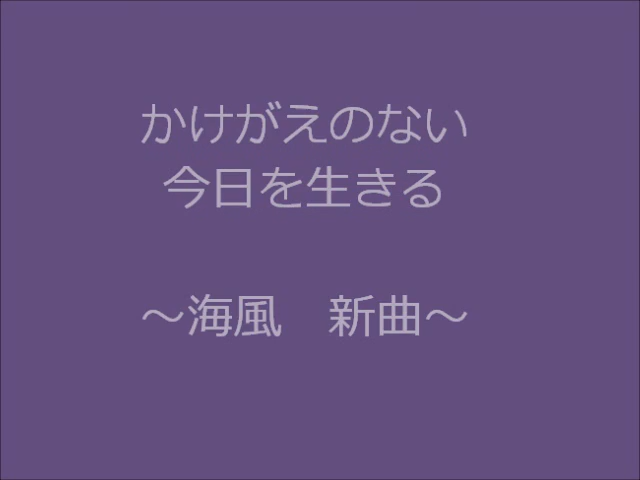 かけがえのない
今日を生きる
～海風　新曲～